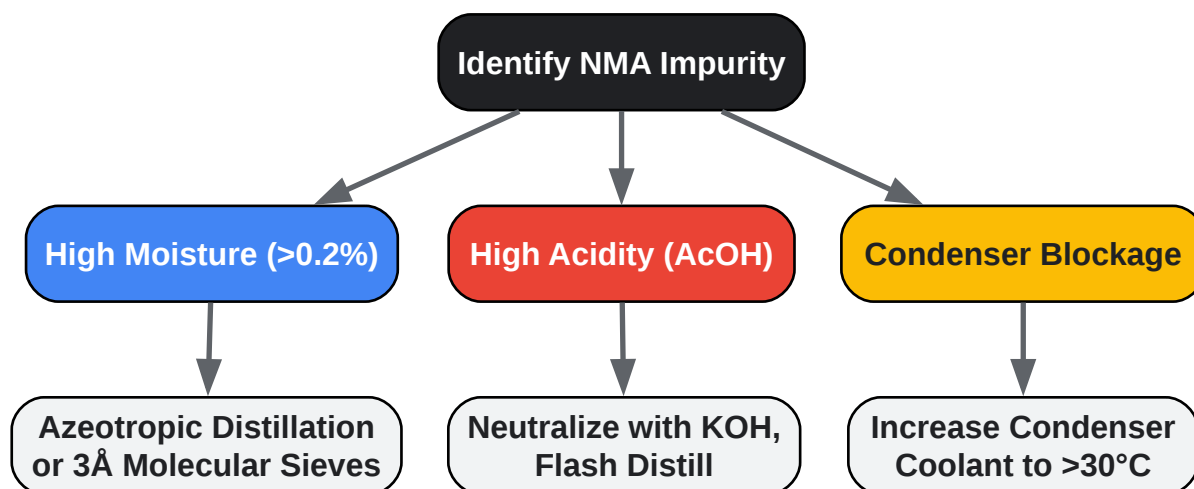 Identify NMA Impurity
High Moisture (>0.2%)
High Acidity (AcOH)
Condenser Blockage
Azeotropic Distillation
or 3Å Molecular Sieves
Neutralize with KOH,
Flash Distill
Increase Condenser
Coolant to >30°C